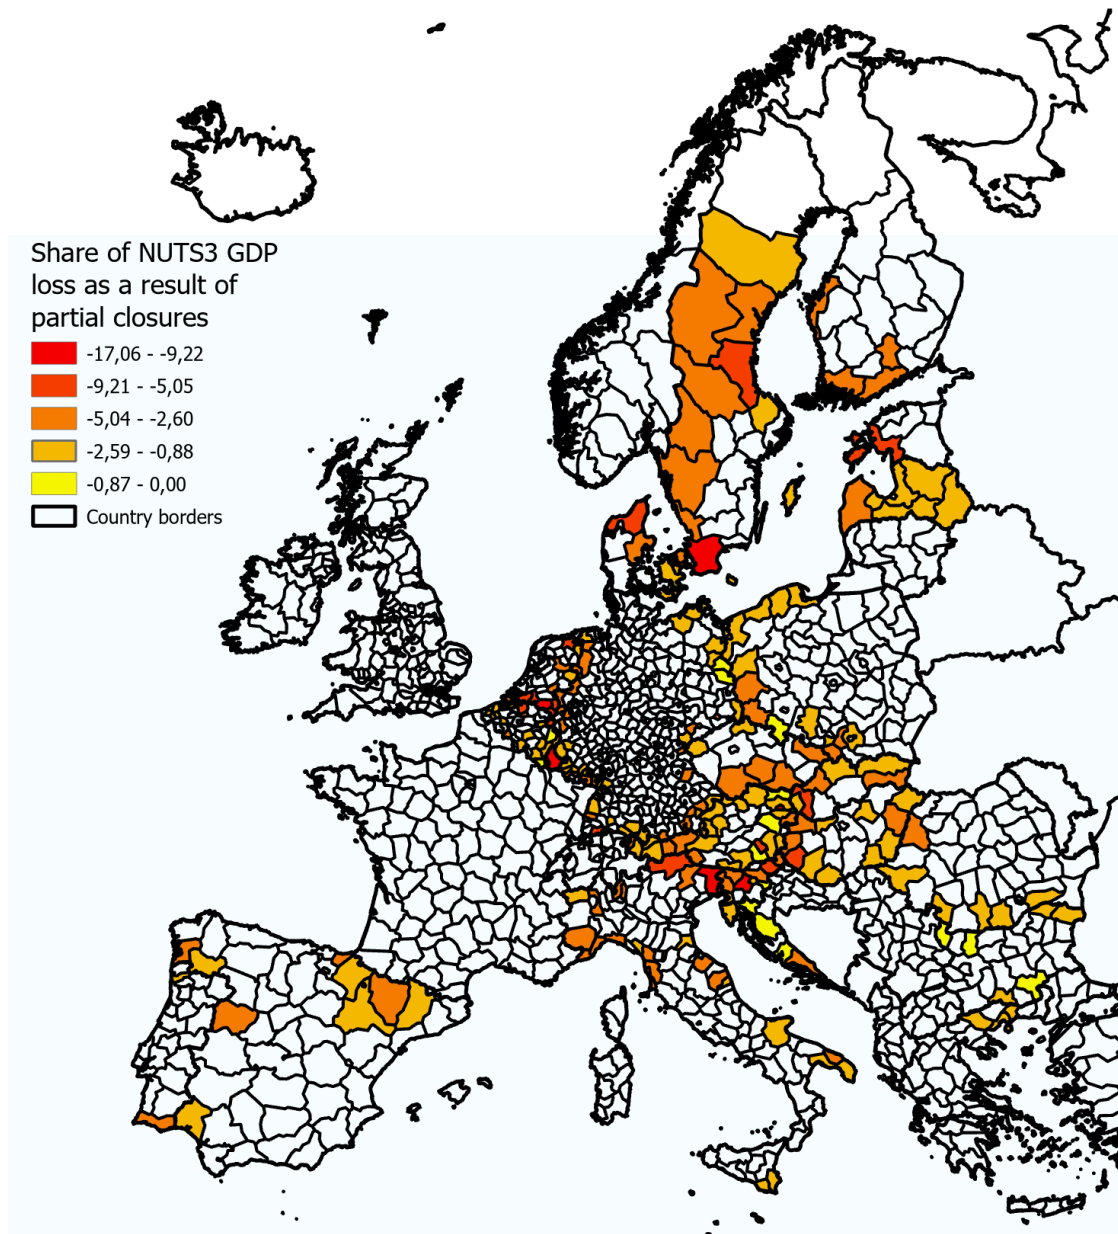 Share of NUTS3 GDP
loss as a result of
partial closures
-17,06 - -9,22
-9,21 - -5,05
-5,04 - -2,60
-2,59 - -0,88
-0,87 - 0,00
Country borders